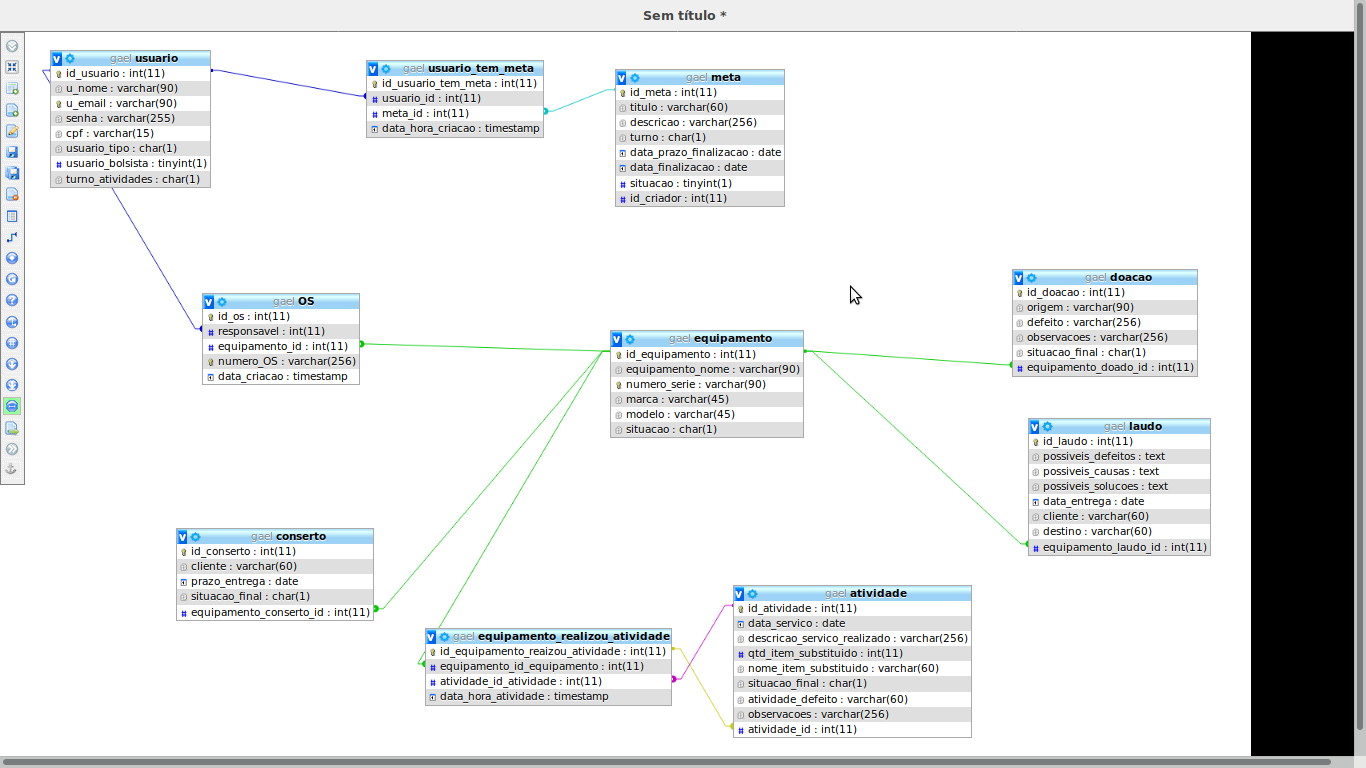 Sem título *
gael usuario
id_usuario : int(11)
u_nome : varchar(90)
u_email : varchar(90)
senha : varchar(255)
cpf : varchar(15)
usuario_tipo : char(1)
usuario_bolsista : tinyint(1)
turno_atividades : char(1)
gael usuario_tem_meta
id_usuario_tem_meta : int(11)
usuario_id : int(11)
meta_id : int(11)
data_hora_criacao : timestamp
gael meta
id_meta : int(11)
titulo : varchar(60)
descricao : varchar(256)
turno : char(1)
data_prazo_finalizacao : date
data_finalizacao : date
situacao : tinyint(1)
id_criador : int(11)
gael OS
id_os : int(11)
responsavel : int(11)
equipamento_id : int(11)
numero_OS : varchar(256)
data_criacao : timestamp
gael equipamento
id_equipamento : int(11)
equipamento_nome : varchar(90)
numero_serie : varchar(90)
marca : varchar(45)
modelo : varchar(45)
situacao : char(1)
gael doacao
id_doacao : int(11)
origem : varchar(90)
defeito : varchar(256)
observacoes : varchar(256)
situacao_final : char(1)
equipamento_doado_id : int(11)
gael laudo
id_laudo : int(11)
possiveis_defeitos : text
possiveis_causas : text
possiveis_solucoes : text
data_entrega : date
cliente : varchar(60)
destino : varchar(60)
equipamento_laudo_id : int(11)
gael conserto
id_conserto : int(11)
cliente : varchar(60)
prazo_entrega : date
situacao_final : char(1)
equipamento_conserto_id : int(11)
gael equipamento_realizou_atividade
id_equipamento_reaizou_atividade : int(11)
equipamento_id_equipamento : int(11)
atividade_id_atividade : int(11)
data_hora_atividade : timestamp
gael atividade
id_atividade : int(11)
data_servico : date
descricao_servico_realizado : varchar(256)
qtd_item_substituido : int(11)
nome_item_substituido : varchar(60)
situacao_final : char(1)
atividade_defeito : varchar(60)
observacoes : varchar(256)
atividade_id : int(11)